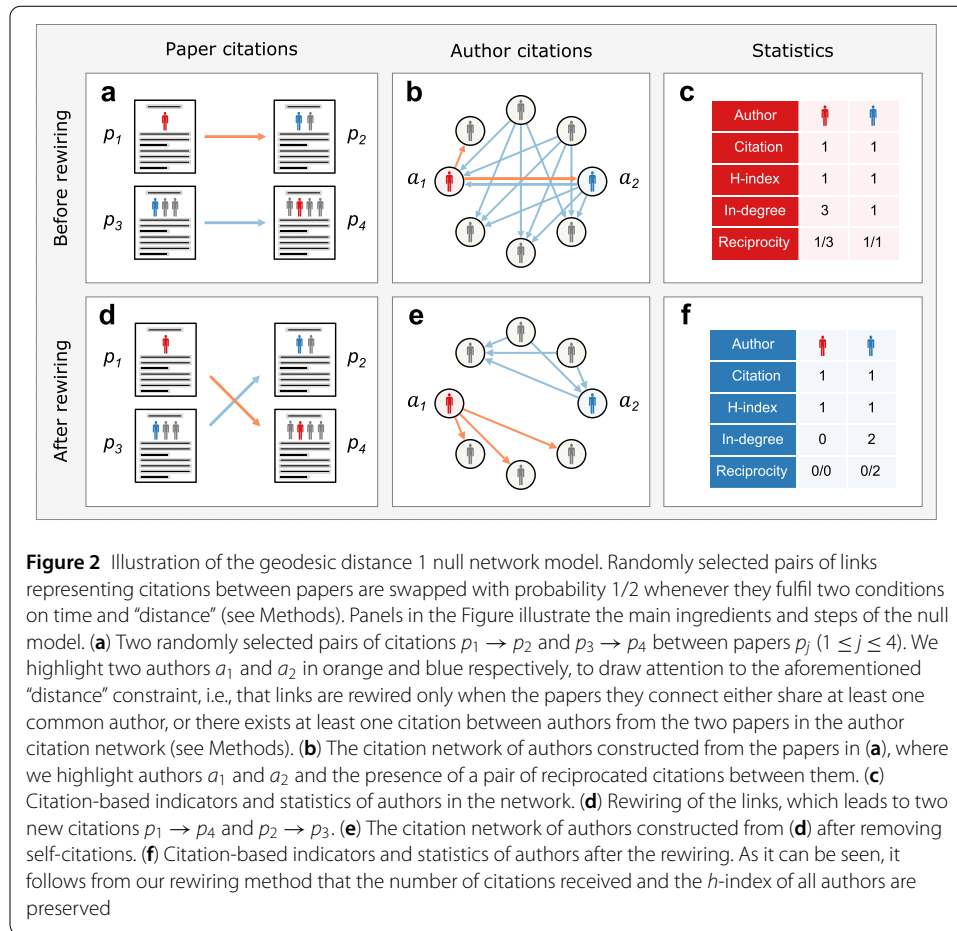 Paper citations
Author citations
Statistics
Before rewiring
a
p1
p2
p3
p4
b
a1
a2
c
Author
Citation 1 1
H-index 1 1
In-degree 3 1
Reciprocity 1/3 1/1
After rewiring
d
p1
p2
p3
p4
e
a1
a2
f
Author
Citation 1 1
H-index 1 1
In-degree 0 2
Reciprocity 0/0 0/2
Figure 2 Illustration of the geodesic distance 1 null network model. Randomly selected pairs of links
representing citations between papers are swapped with probability 1/2 whenever they fulfil two conditions
on time and “distance” (see Methods). Panels in the Figure illustrate the main ingredients and steps of the null
model. (a) Two randomly selected pairs of citations p1 → p2 and p3 → p4 between papers pj (1 ≤ j ≤ 4). We
highlight two authors a1 and a2 in orange and blue respectively, to draw attention to the aforementioned
“distance” constraint, i.e., that links are rewired only when the papers they connect either share at least one
common author, or there exists at least one citation between authors from the two papers in the author
citation network (see Methods). (b) The citation network of authors constructed from the papers in (a), where
we highlight authors a1 and a2 and the presence of a pair of reciprocated citations between them. (c)
Citation-based indicators and statistics of authors in the network. (d) Rewiring of the links, which leads to two
new citations p1 → p4 and p2 → p3. (e) The citation network of authors constructed from (d) after removing
self-citations. (f) Citation-based indicators and statistics of authors after the rewiring. As it can be seen, it
follows from our rewiring method that the number of citations received and the h-index of all authors are
preserved